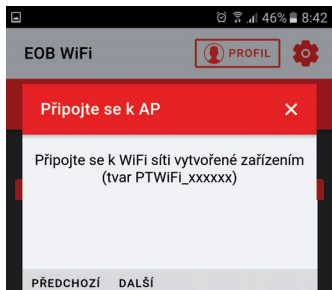 46% 8:42
EOB WiFi
PROFIL
Připojte se k AP
Připojte se k WiFi síti vytvořené zařízením
(tvar PTWiFi_xxxxxx)
PŘEDCHOZÍ DALŠÍ